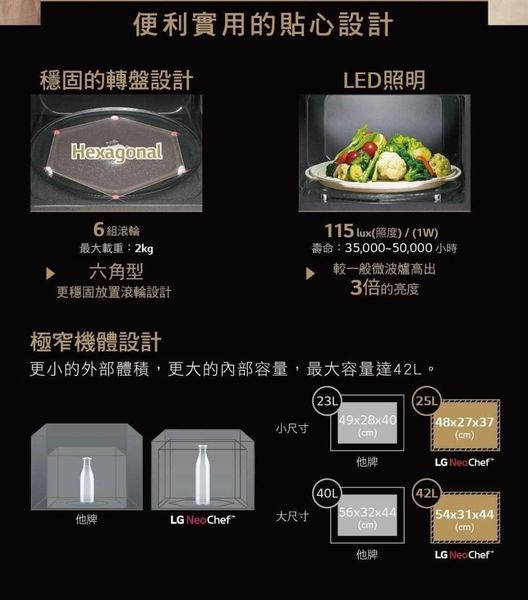 便利實用的貼心設計
穩固的轉盤設計
Hexagonal
6組滾輪
最大載重：2kg
六角型
更穩固放置滾輪設計
LED照明
115 lux(照度) / (1W)
壽命：35,000~50,000 小時
較一般微波爐高出
3倍的亮度
極窄機體設計
更小的外部體積，更大的內部容量，最大容量達42L。
他牌
LG NeoChef™
小尺寸
23L
49x28x40
(cm)
他牌
25L
48x27x37
(cm)
LG NeoChef™
大尺寸
40L
56x32x44
(cm)
他牌
42L
54x31x44
(cm)
LG NeoChef™